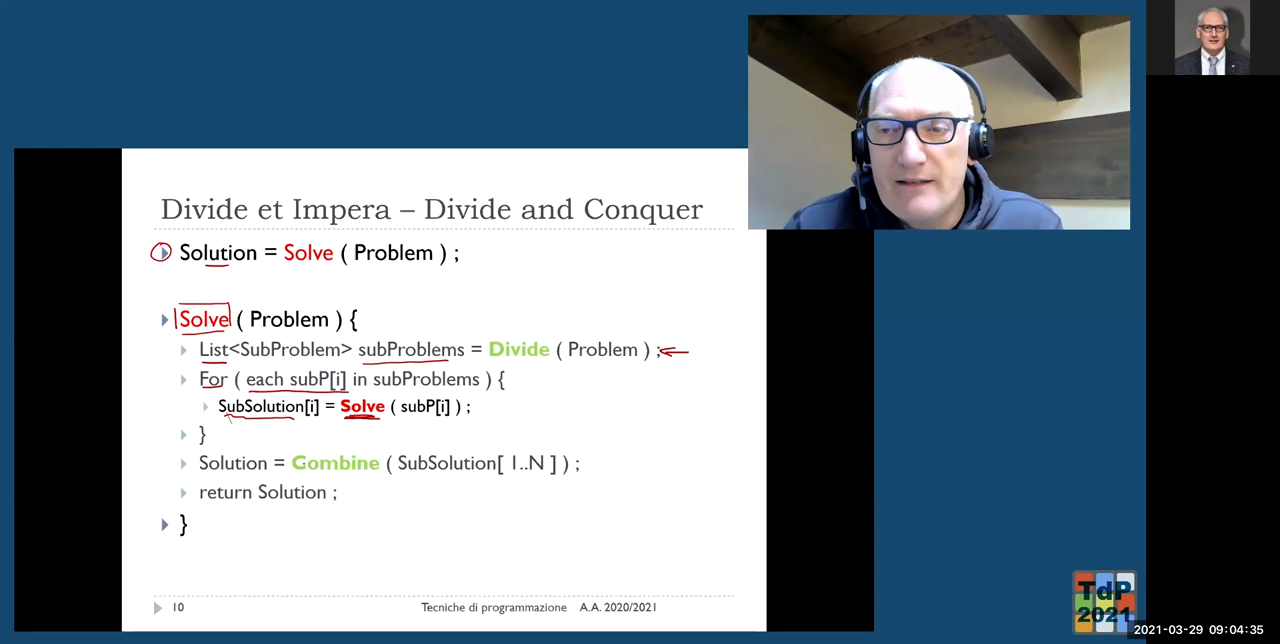 Divide et Impera – Divide and Conquer
Solution = Solve ( Problem ) ;
Solve ( Problem ) {
List<SubProblem> subProblems = Divide ( Problem ) ;
For ( each subP[i] in subProblems ) {
SubSolution[i] = Solve ( subP[i] ) ;
}
Solution = Combine ( SubSolution[ 1..N ] ) ;
return Solution ;
}
10 Tecniche di programmazione A.A. 2020/2021
TdP
2021
2021-03-29 09:04:35